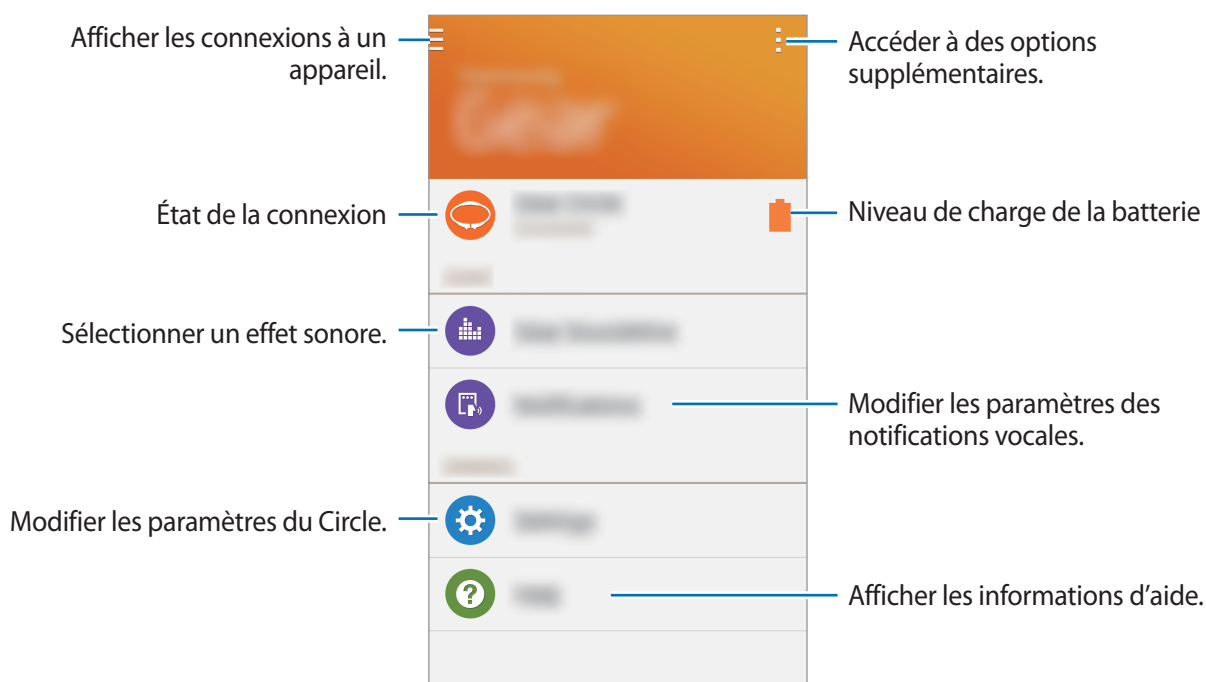 Afficher les connexions à un
appareil.
Accéder à des options
supplémentaires.
Gear
État de la connexion
Niveau de charge de la batterie
Sélectionner un effet sonore.
Modifier les paramètres des
notifications vocales.
Modifier les paramètres du Circle.
Afficher les informations d'aide.